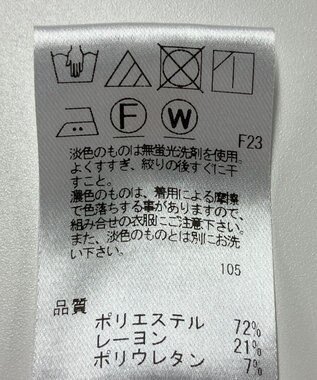 F W
F23
淡色のものは無蛍光洗剤を使用。
よくすすぎ、絞りの後すぐに干
すこと。
濃色のものは、着用による摩擦
で色落ちする事がありますので、
組み合せの衣服にご注意下さい。
また、淡色のものとは別にお洗
い下さい。
105
品質
ポリエステル 72%
レーヨン 21%
ポリウレタン 7%